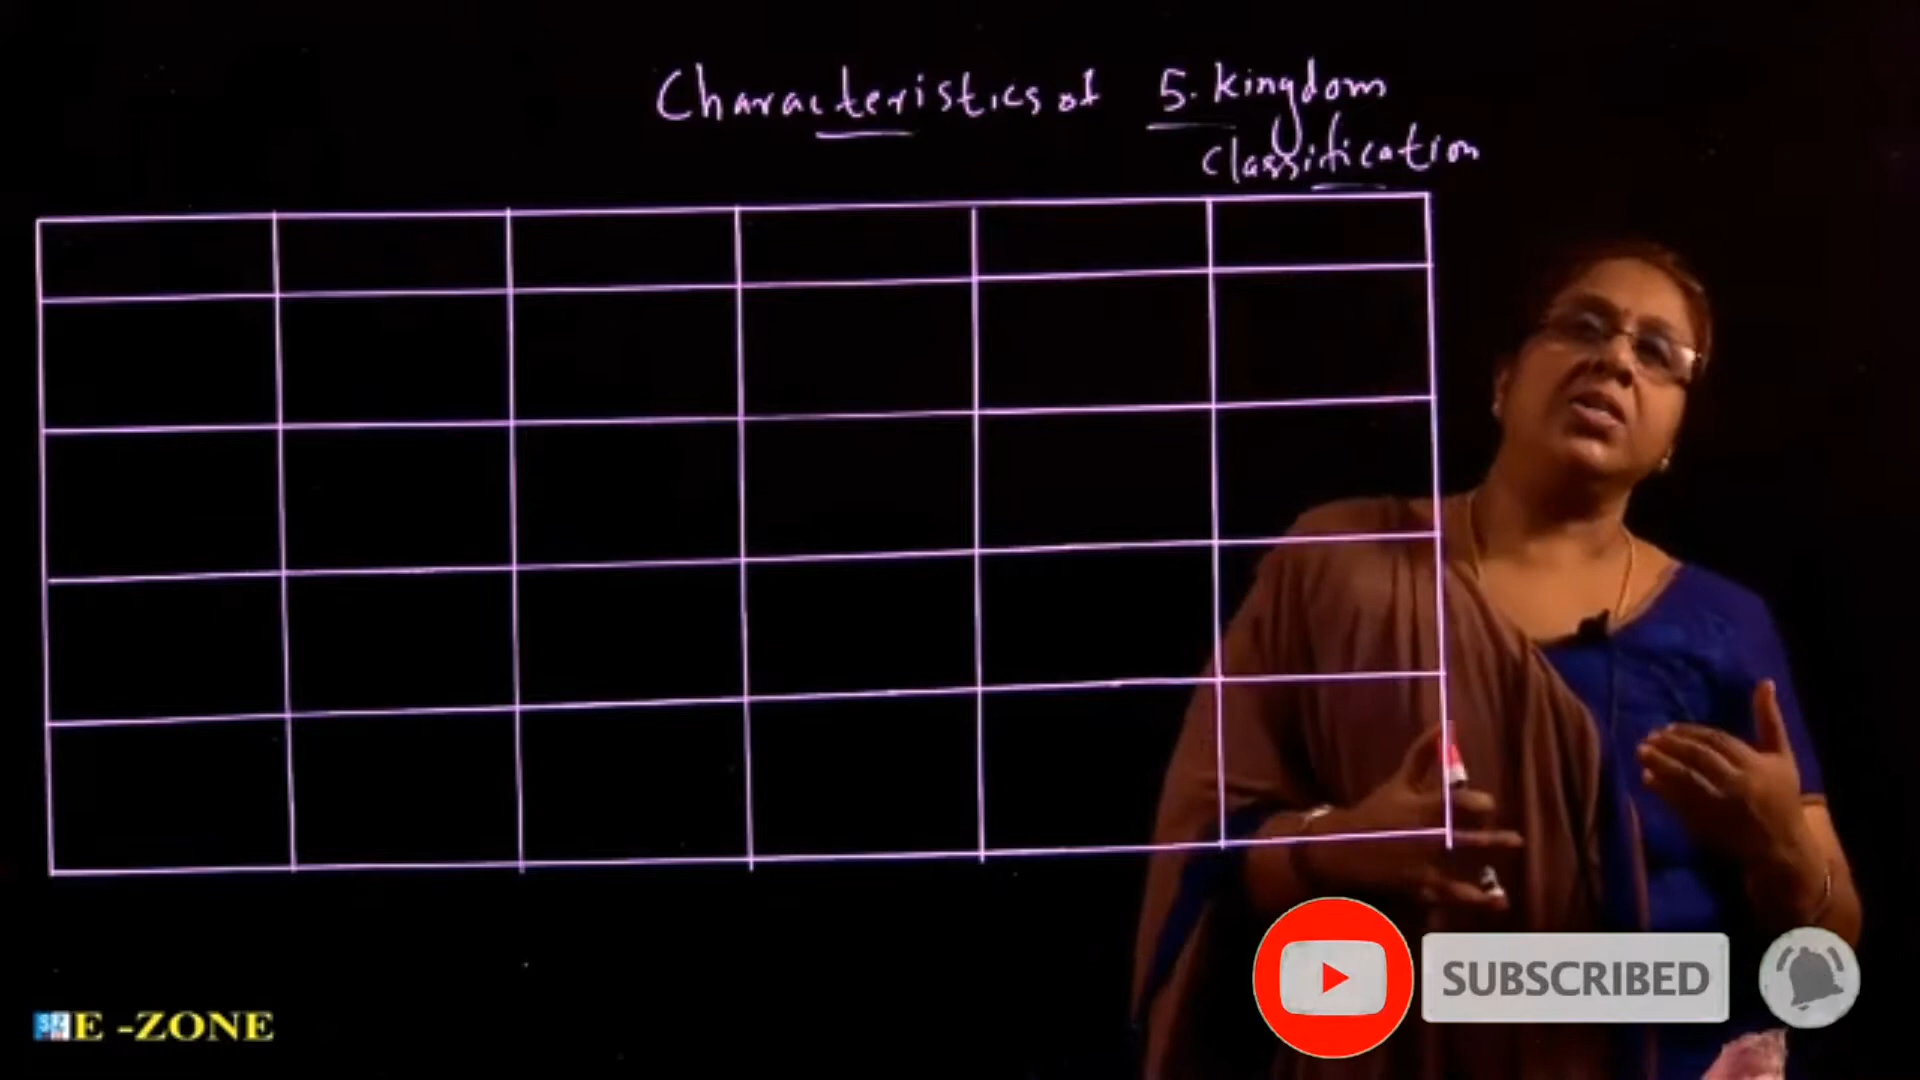 Characteristics of 5. Kingdom
Classification
E -ZONE
SUBSCRIBED